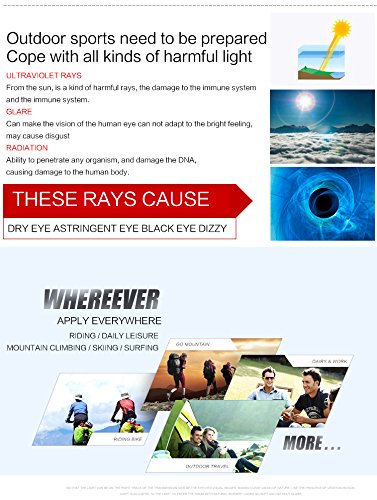 Outdoor sports need to be prepared
Cope with all kinds of harmful light
ULTRAVIOLET RAYS
From the sun, is a kind of harmful rays, the damage to the immune system
and the immune system.
GLARE
Can make the vision of the human eye can not adapt to the bright feeling,
may cause disgust
RADIATION
Ability to penetrate any organism, and damage the DNA,
causing damage to the human body.
THESE RAYS CAUSE
DRY EYE ASTRINGENT EYE BLACK EYE DIZZY
WHEREEVER
APPLY EVERYWHERE
RIDING / DAILY LEISURE
MOUNTAIN CLIMBING / SKIING / SURFING
GO MOUNTAIN
DAIRY & WORK
RIDING BIKE
OUTDOOR TRAVEL
MORE...